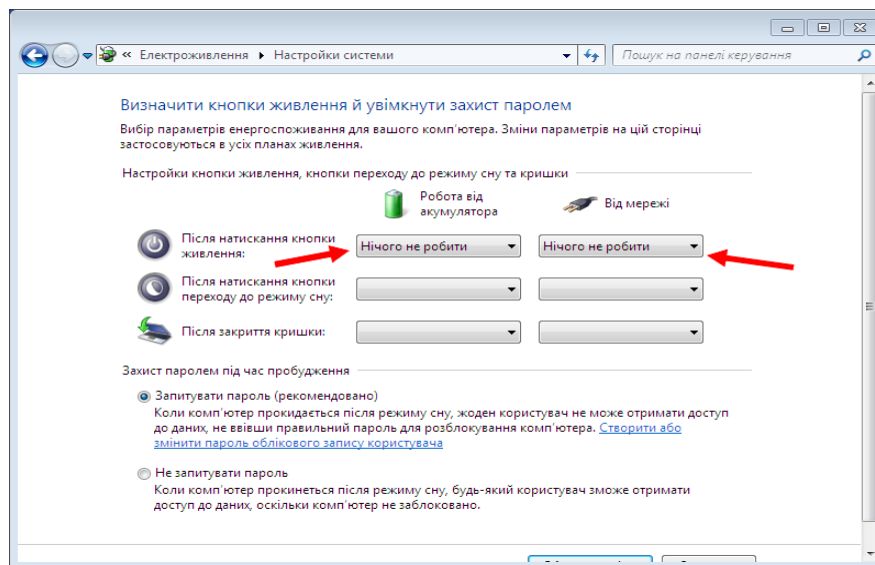 « Електроживлення ▸ Настройки системи
Пошук на панелі керування
Визначити кнопки живлення й увімкнути захист паролем
Вибір параметрів енергоспоживання для вашого комп'ютера. Зміни параметрів на цій сторінці
застосовуються в усіх планах живлення.
Настройки кнопки живлення, кнопки переходу до режиму сну та кришки
Робота від
акумулятора
Від мережі
Після натискання кнопки
живлення:
Нічого не робити
Нічого не робити
Після натискання кнопки
переходу до режиму сну:
Після закриття кришки:
Захист паролем під час пробудження
Запитувати пароль (рекомендовано)
Коли комп'ютер прокидається після режиму сну, жоден користувач не може отримати доступ
до даних, не ввівши правильний пароль для розблокування комп'ютера. Створити або
змінити пароль облікового запису користувача
Не запитувати пароль
Коли комп'ютер прокинеться після режиму сну, будь-який користувач зможе отримати
доступ до даних, оскільки комп'ютер не заблоковано.